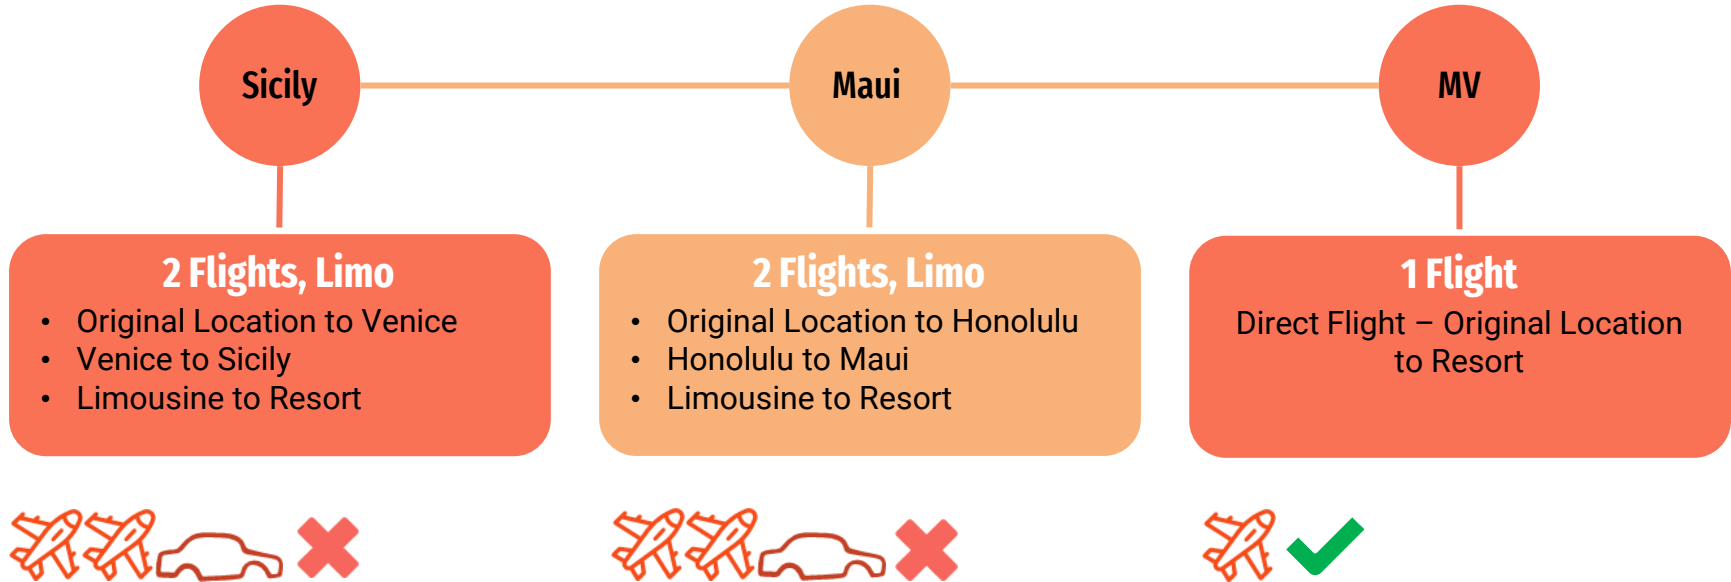 Sicily
Maui
MV
2 Flights, Limo
• Original Location to Venice
• Venice to Sicily
• Limousine to Resort
2 Flights, Limo
• Original Location to Honolulu
• Honolulu to Maui
• Limousine to Resort
1 Flight
Direct Flight – Original Location
to Resort